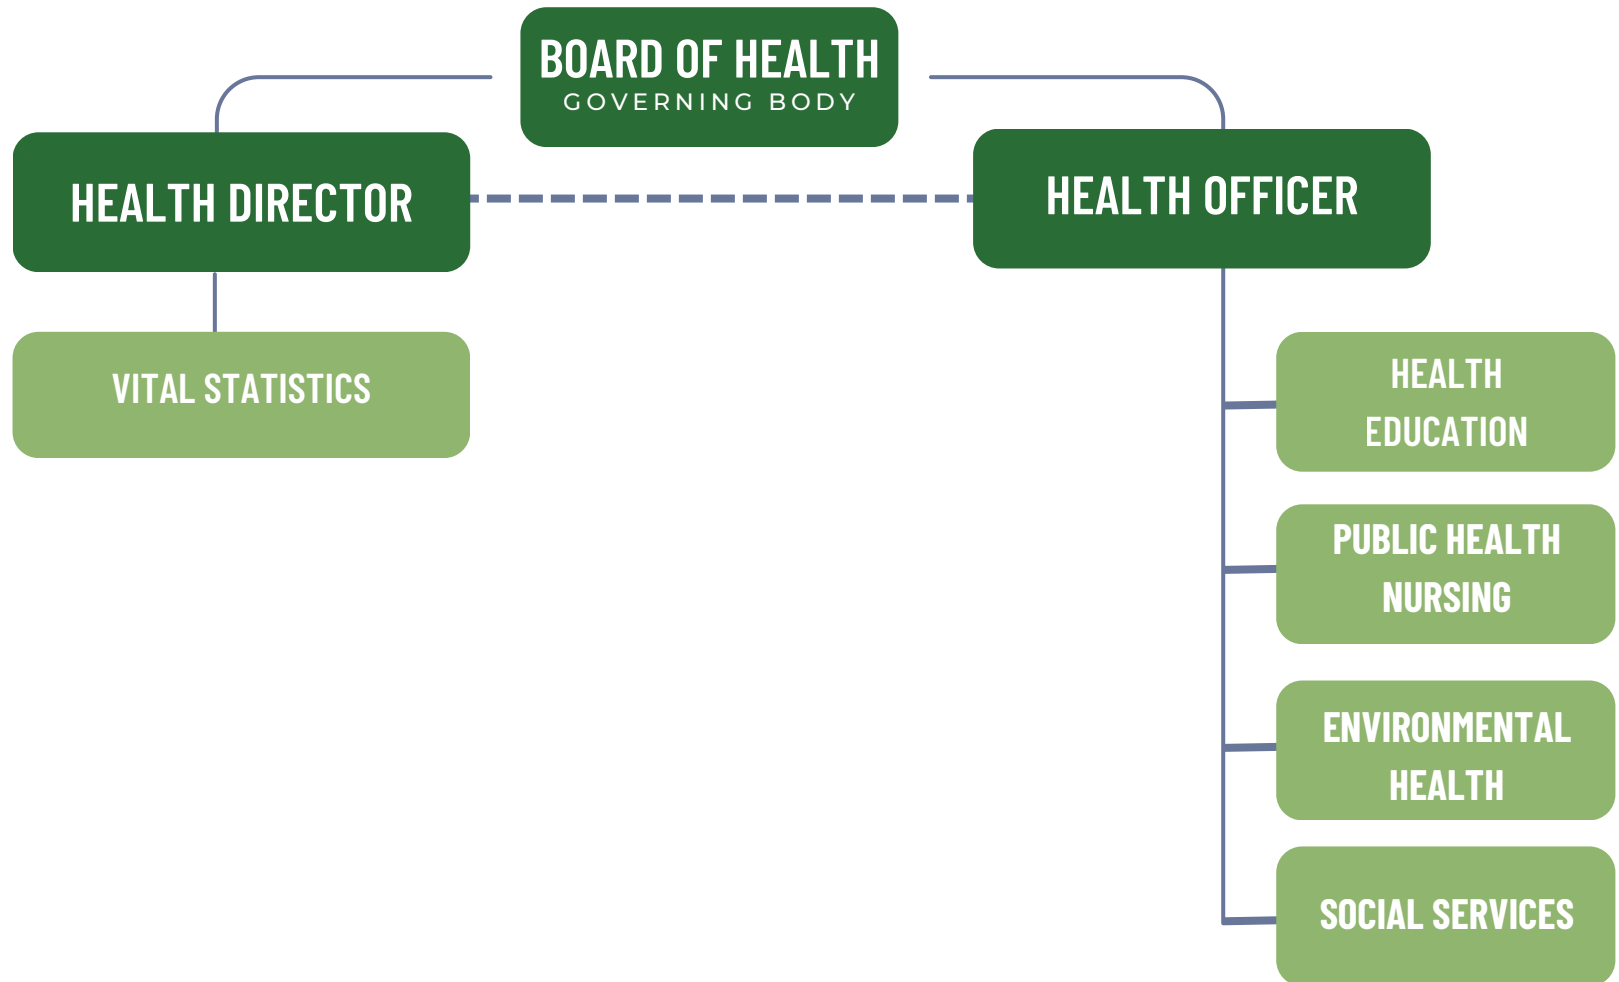 BOARD OF HEALTH
GOVERNING BODY
HEALTH DIRECTOR
HEALTH OFFICER
VITAL STATISTICS
HEALTH
EDUCATION
PUBLIC HEALTH
NURSING
ENVIRONMENTAL
HEALTH
SOCIAL SERVICES